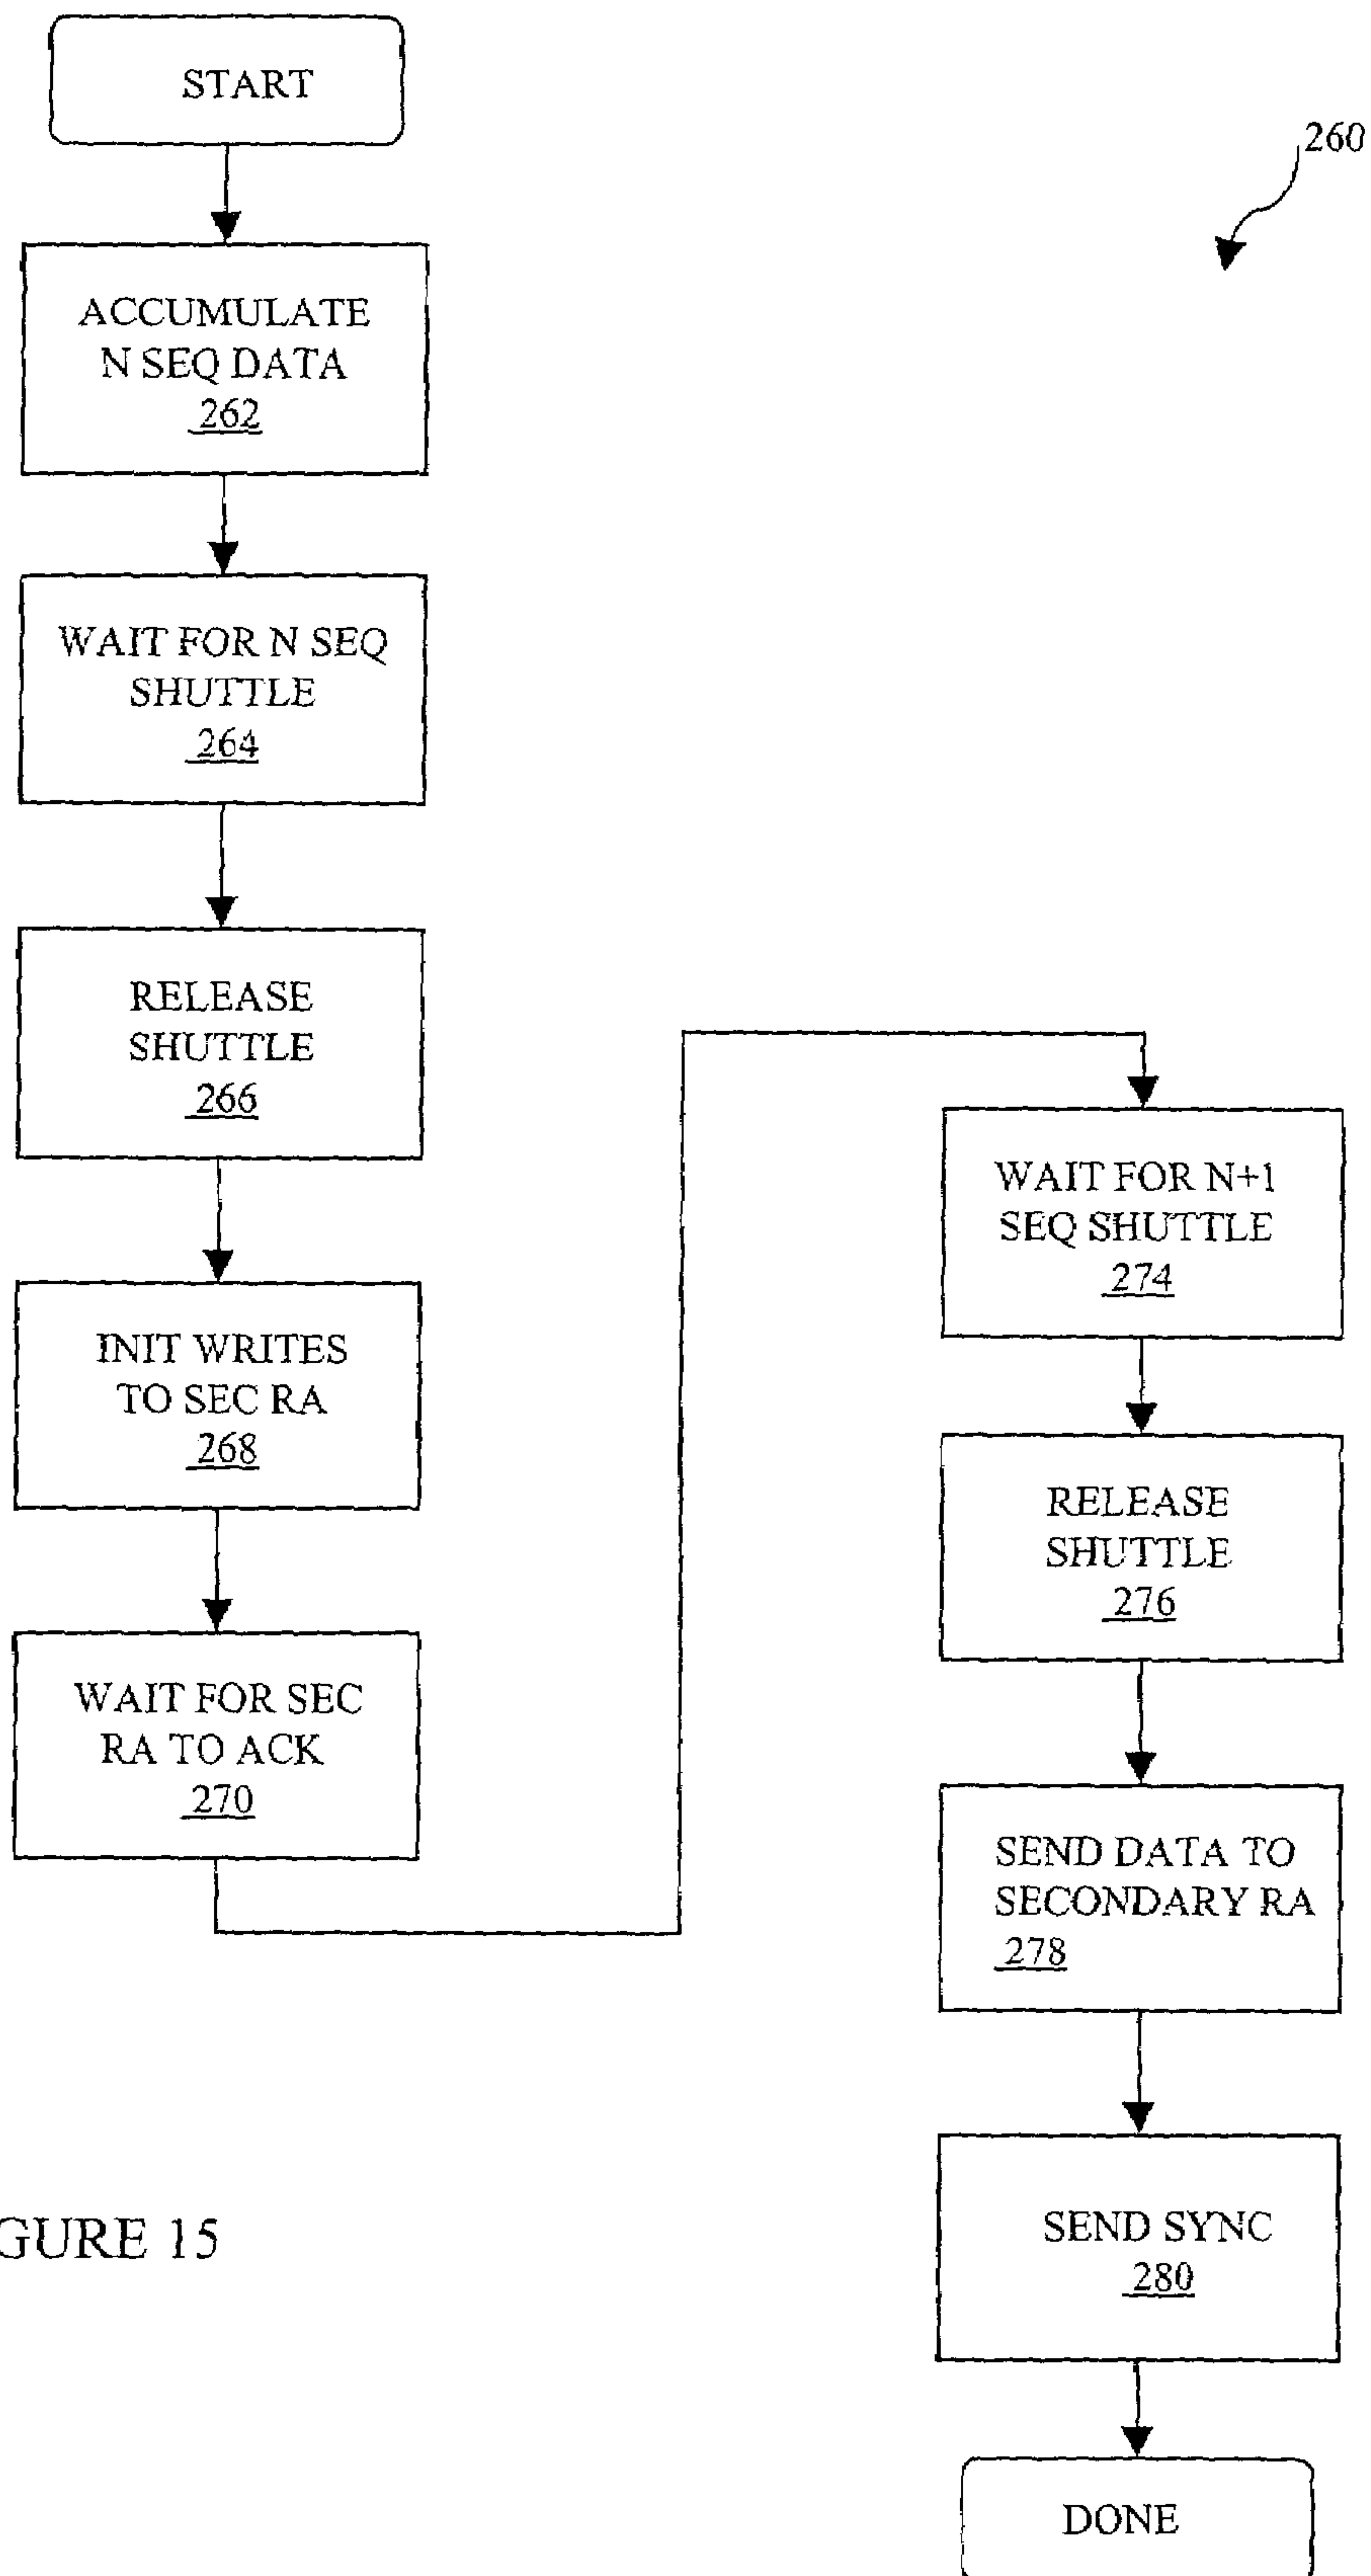 START
260
ACCUMULATE
N SEQ DATA
262
WAIT FOR N SEQ
SHUTTLE
264
RELEASE
SHUTTLE
266
INIT WRITES
TO SEC RA
268
WAIT FOR SEC
RA TO ACK
270
WAIT FOR N+1
SEQ SHUTTLE
274
RELEASE
SHUTTLE
276
SEND DATA TO
SECONDARY RA
278
SEND SYNC
280
DONE
GURE 15